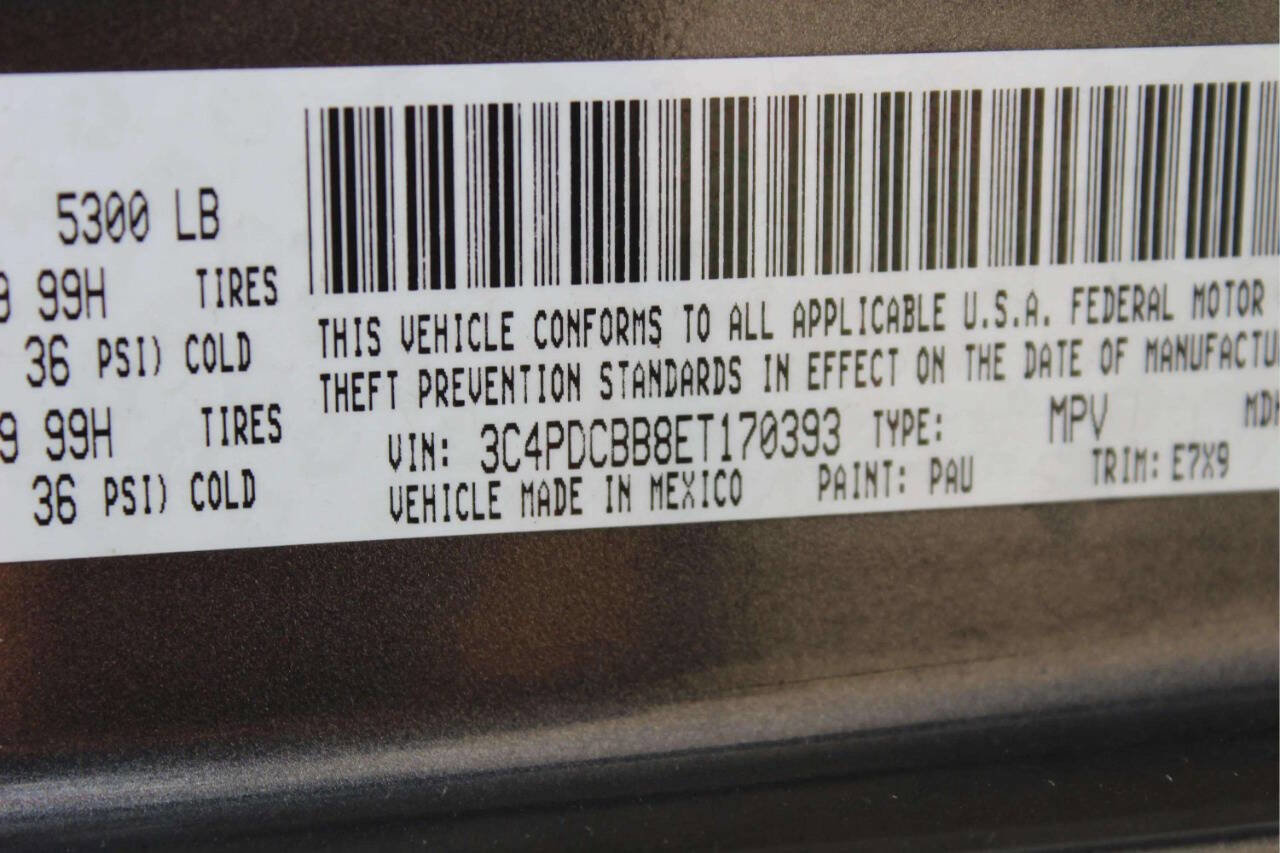 5300 LB
99H TIRES
36 PSI) COLD
9 99H TIRES
36 PSI) COLD
THIS VEHICLE CONFORMS TO ALL APPLICABLE U.S.A. FEDERAL MOTOR
THEFT PREVENTION STANDARDS IN EFFECT ON THE DATE OF MANUFACTU
VIN: 3C4PDCBB8ET170393 TYPE: MPV
VEHICLE MADE IN MEXICO PAINT: PAU TRIM: E7X9